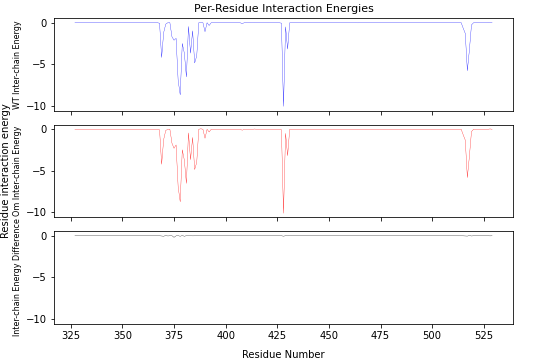 Per-Residue Interaction Energies
Residue interaction energy
WT Inter-chain Energy
0
−5
−10
Om Inter-chain Energy
0
−5
−10
Inter-chain Energy Difference
0
−5
−10
325 350 375 400 425 450 475 500 525
Residue Number